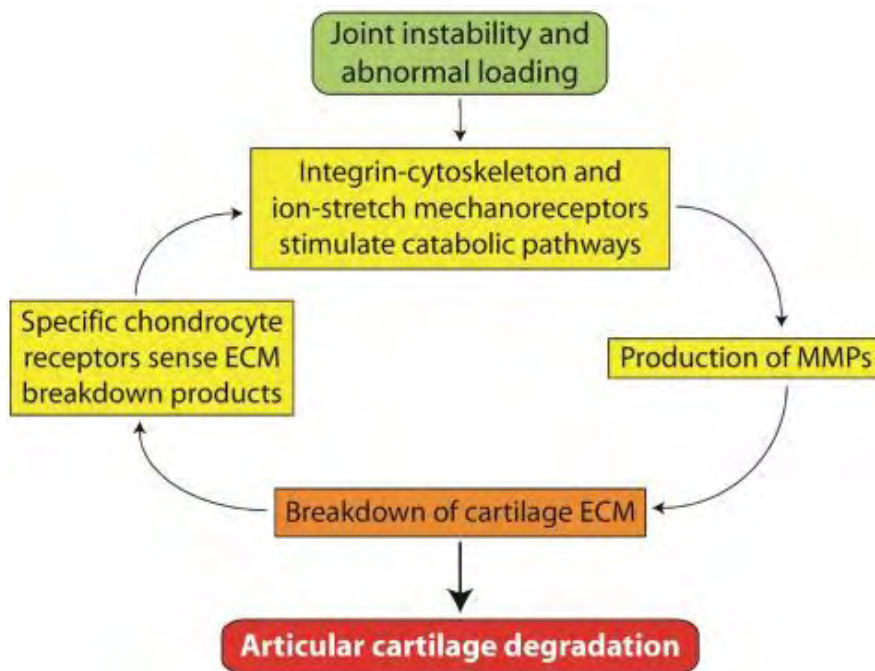 Joint instability and
abnormal loading
Integrin-cytoskeleton and
ion-stretch mechanoreceptors
stimulate catabolic pathways
Specific chondrocyte
receptors sense ECM
breakdown products
Production of MMPs
Breakdown of cartilage ECM
Articular cartilage degradation